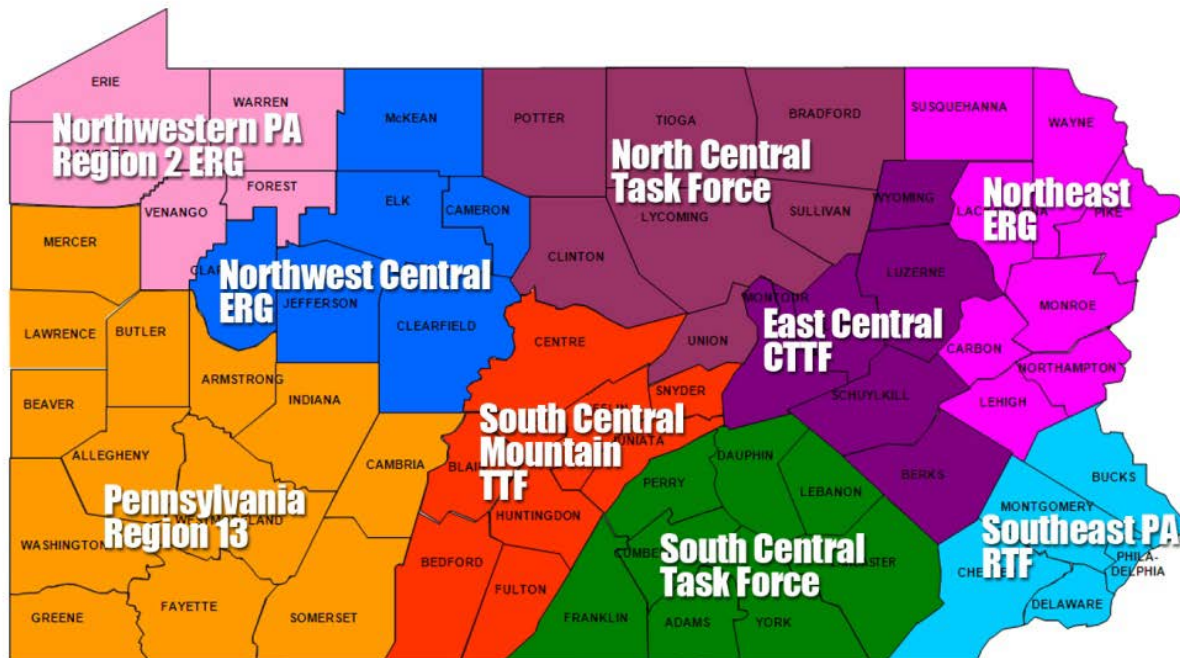 ERIE
WARREN
McKEAN
POTTER
TIOGA
BRADFORD
SUSQUEHANNA
WAYNE
Northwestern PA
Region 2 ERG
FOREST
VENANGO
ELK
CAMERON
North Central
Task Force
LYCOMING
SULLIVAN
WYOMING
Northeast
ERG
PIKE
MERCER
CLINTON
LUZERNE
Northwest Central
ERG
JEFFERSON
CLEARFIELD
MONTOUR
MONROE
LAWRENCE
BUTLER
CENTRE
UNION
East Central
CTTF
CARBON
NORTHAMPTON
ARMSTRONG
INDIANA
SNYDER
SCHUYLKILL
LEHIGH
BEAVER
South Central
Mountain
TTF
ALLEGHENY
CAMBRIA
PERRY
DAUPHIN
LEBANON
BERKS
BUCKS
MONTGOMERY
Pennsylvania
Region 13
HUNTINGDON
Southeast PA
RTF
WASHINGTON
BEDFORD
FULTON
South Central
Task Force
PHILA-
DELPHIA
GREENE
FAYETTE
SOMERSET
FRANKLIN
ADAMS
YORK
DELAWARE